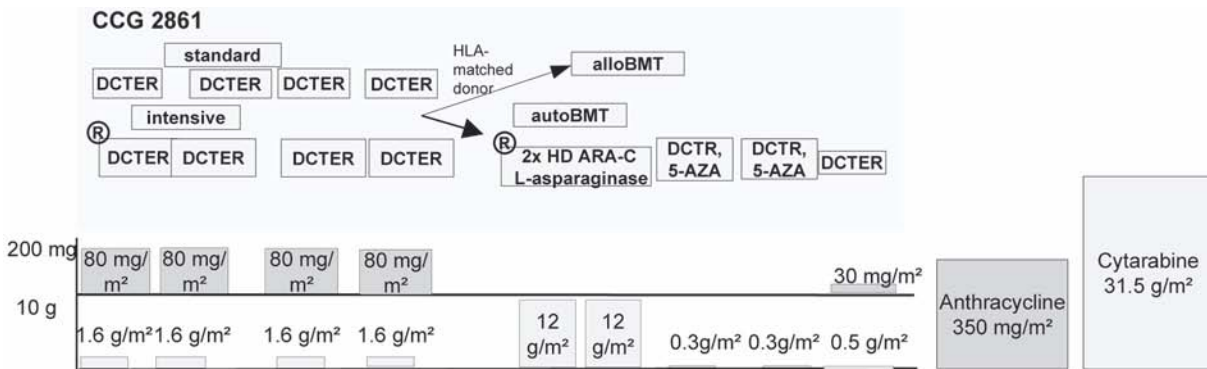 CCG 2861
standard
DCTER DCTER DCTER DCTER
HLA-
matched
donor
alloBMT
intensive
autoBMT
R
DCTER DCTER DCTER DCTER
R
2x HD ARA-C
L-asparaginase
DCTR,
5-AZA
DCTR,
5-AZA
DCTER
200 mg
80 mg/
m²
80 mg/
m²
80 mg/
m²
80 mg/
m²
30 mg/m²
10 g
1.6 g/m² 1.6 g/m² 1.6 g/m² 1.6 g/m²
12
g/m²
12
g/m²
0.3g/m² 0.3g/m² 0.5 g/m²
Anthracycline
350 mg/m²
Cytarabine
31.5 g/m²